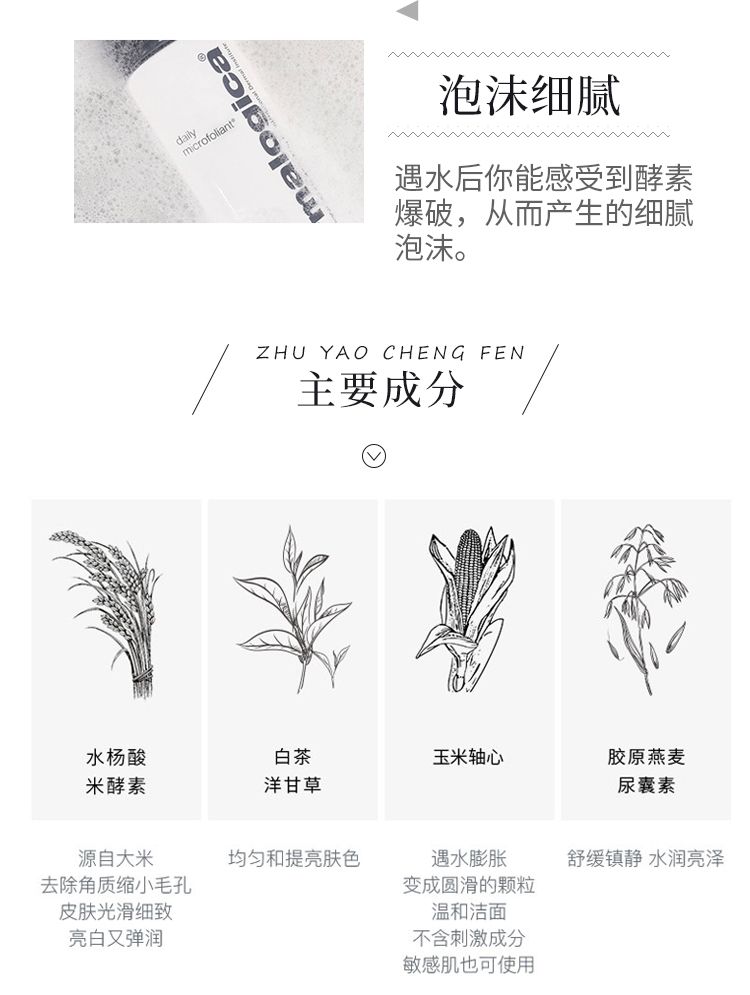 malogica®
daily
microfoliant®
泡沫细腻
遇水后你能感受到酵素
爆破，从而产生的细腻
泡沫。
ZHU YAO CHENG FEN
主要成分
水杨酸
米酵素
白茶
洋甘草
玉米轴心
胶原燕麦
尿囊素
源自大米
去除角质缩小毛孔
皮肤光滑细致
亮白又弹润
均匀和提亮肤色
遇水膨胀
变成圆滑的颗粒
温和洁面
不含刺激成分
敏感肌也可使用
舒缓镇静 水润亮泽